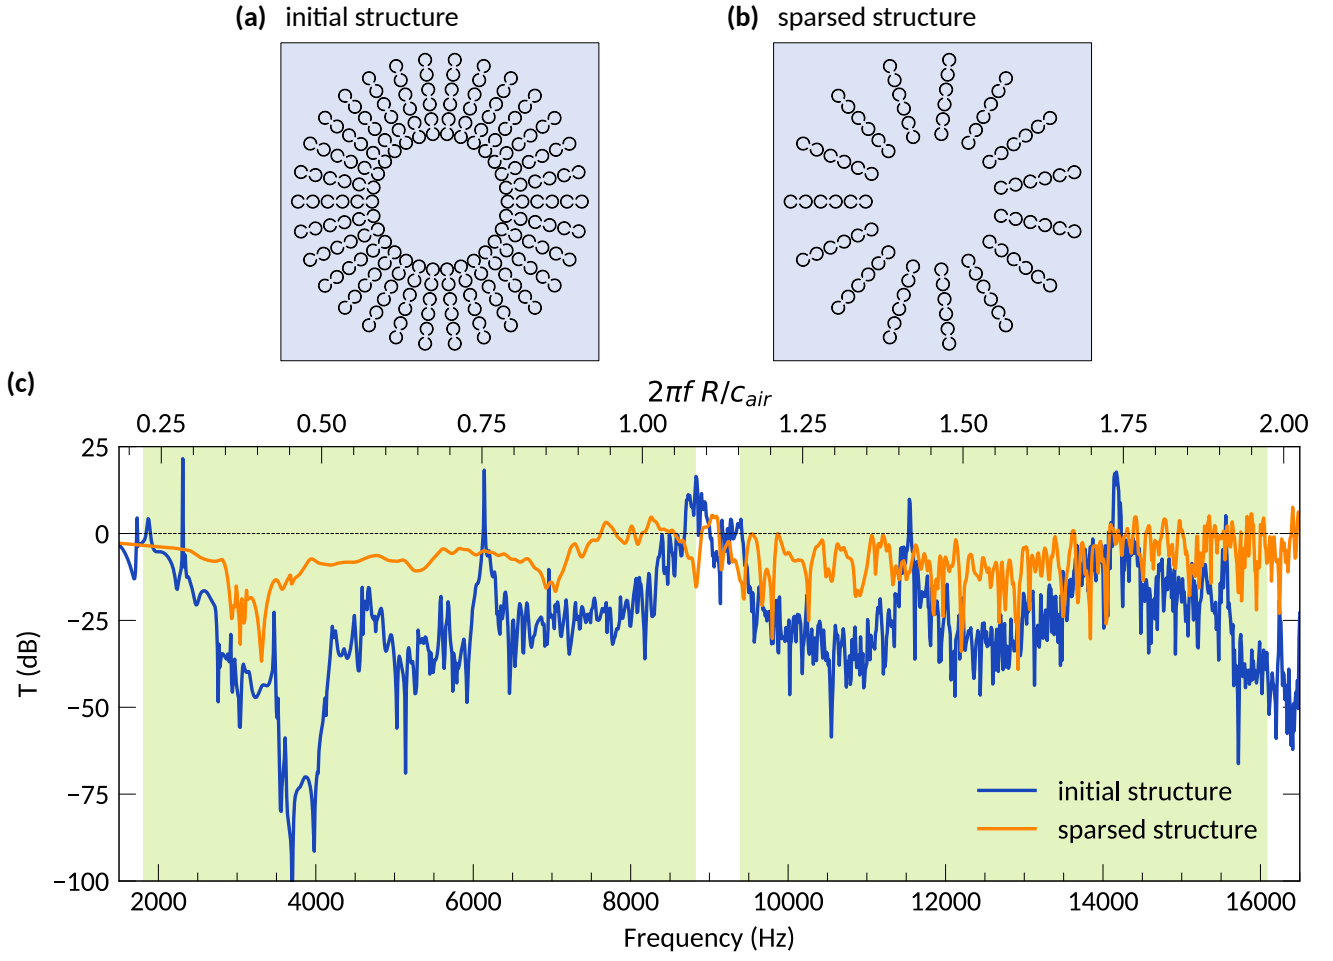 (a) initial structure
(b) sparsed structure
(c)
2πf R/c_air
0.25 0.50 0.75 1.00 1.25 1.50 1.75 2.00
25
0
−25
−50
−75
−100
T (dB)
initial structure
sparsed structure
2000 4000 6000 8000 10000 12000 14000 16000
Frequency (Hz)